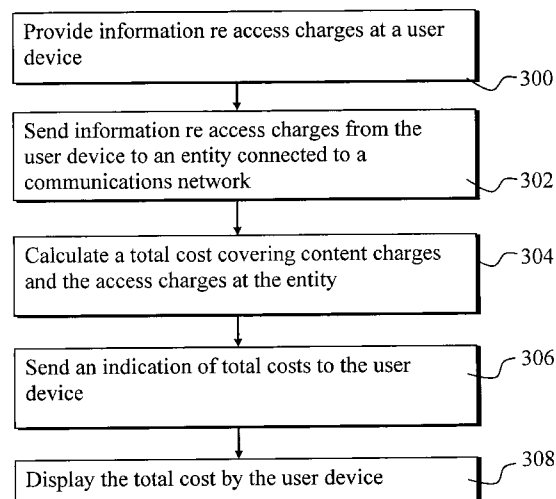 Provide information re access charges at a user
device
300
Send information re access charges from the
user device to an entity connected to a
communications network
302
Calculate a total cost covering content charges
and the access charges at the entity
304
Send an indication of total costs to the user
device
306
Display the total cost by the user device
308